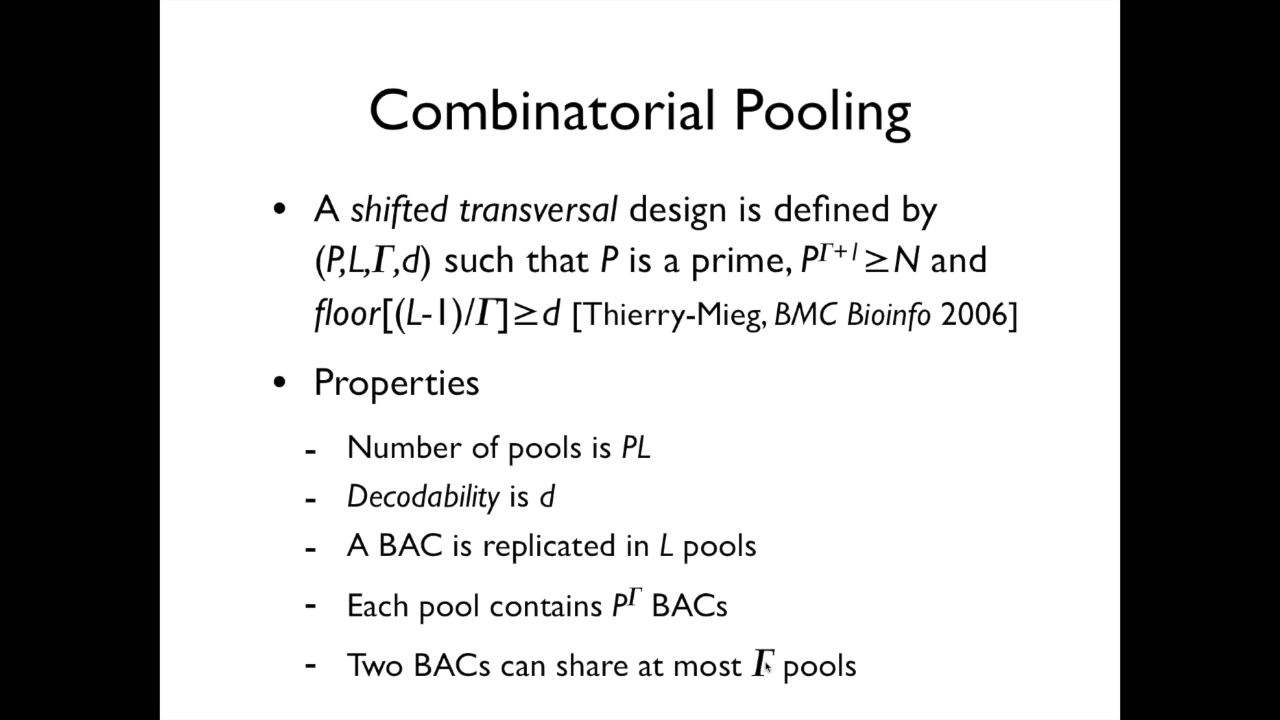 Combinatorial Pooling
• A shifted transversal design is defined by
(P,L,Γ,d) such that P is a prime, P^Γ+1 ≥ N and
floor[(L-1)/Γ]≥d [Thierry-Mieg, BMC Bioinfo 2006]
• Properties
- Number of pools is PL
- Decodability is d
- A BAC is replicated in L pools
- Each pool contains P^Γ BACs
- Two BACs can share at most Γ pools